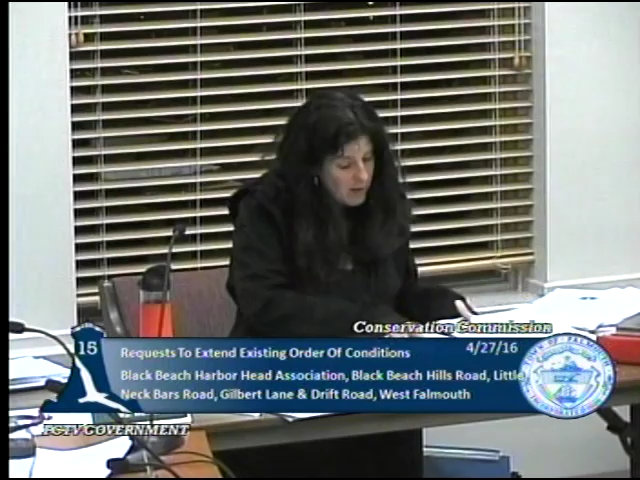 Conservation Commission
15
Requests To Extend Existing Order Of Conditions
4/27/16
Black Beach Harbor Head Association, Black Beach Hills Road, Little
Neck Bars Road, Gilbert Lane & Drift Road, West Falmouth
FCTV GOVERNMENT